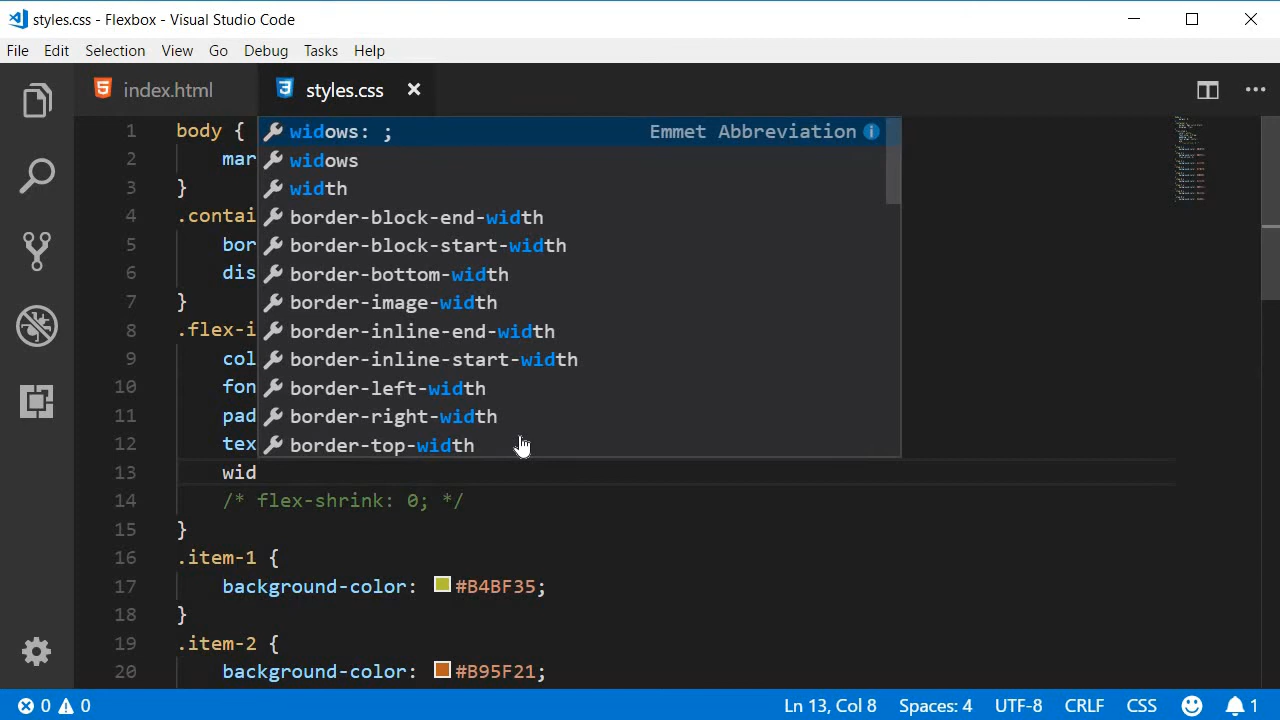 styles.css - Flexbox - Visual Studio Code
File Edit Selection View Go Debug Tasks Help
index.html styles.css
1 body {
widows: ; Emmet Abbreviation
2 mar
widows
3 }
width
4 .contai
border-block-end-width
5 bor
border-block-start-width
6 dis
border-bottom-width
7 }
border-image-width
8 .flex-i
border-inline-end-width
9 col
border-inline-start-width
10 fon
border-left-width
11 pad
border-right-width
12 tex
border-top-width
13 wid
14 /* flex-shrink: 0; */
15 }
16 .item-1 {
17 background-color: #B4BF35;
18 }
19 .item-2 {
20 background-color: #B95F21;
0 0 Ln 13, Col 8 Spaces: 4 UTF-8 CRLF CSS 1